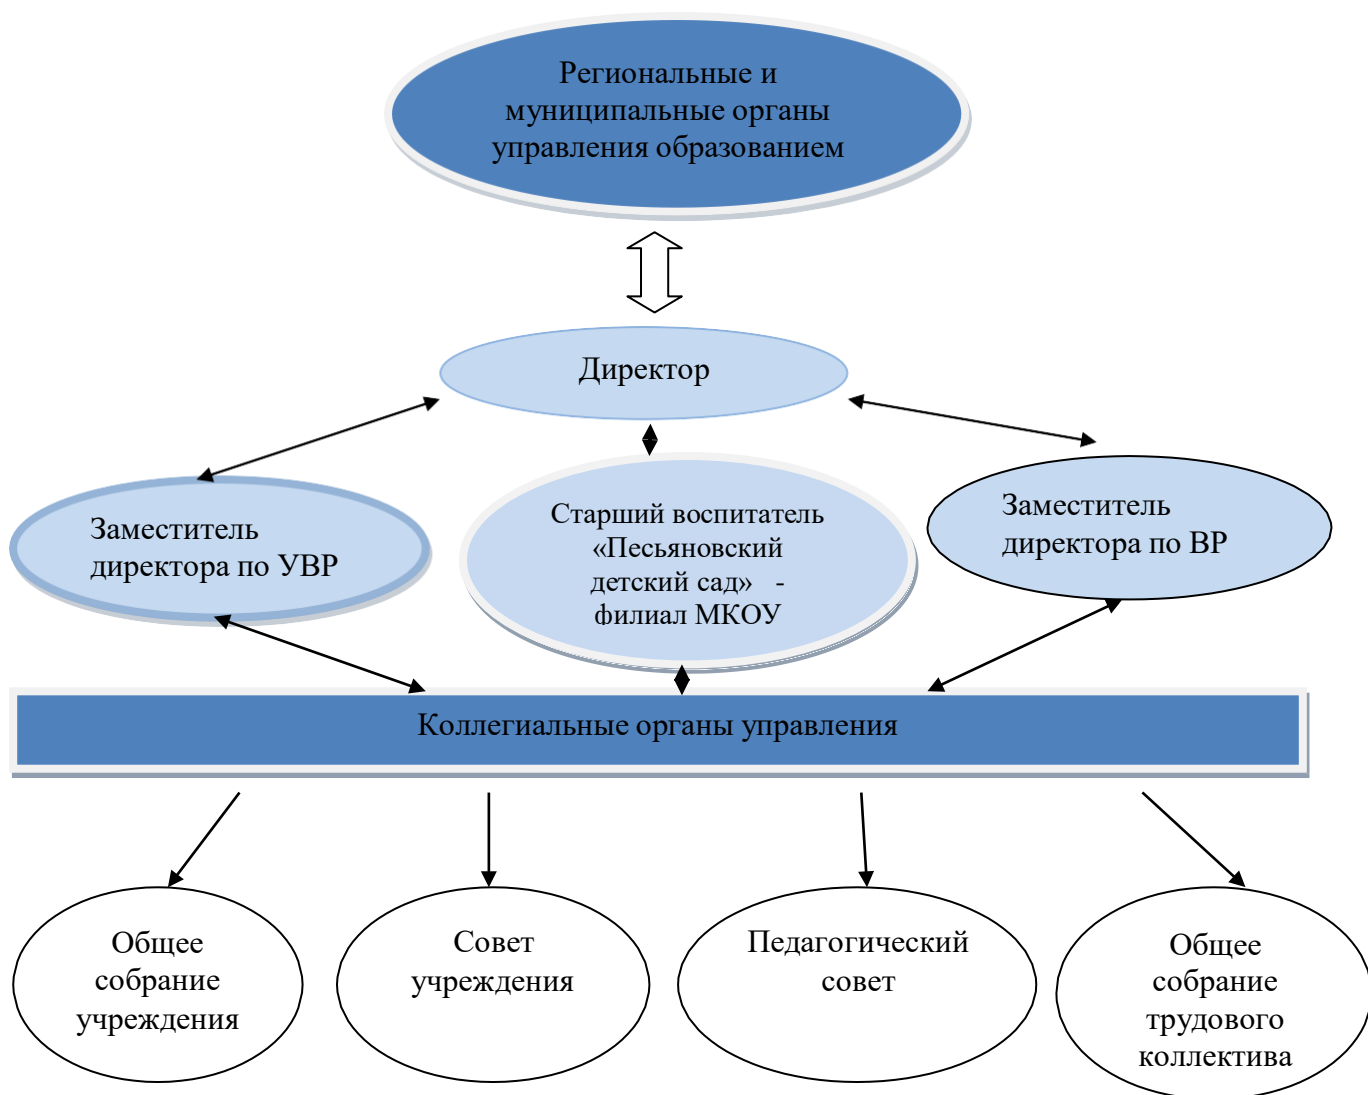 Региональные и
муниципальные органы
управления образованием
Директор
Заместитель
директора по УВР
Старший воспитатель
«Песьяновский
детский сад» -
филиал МКОУ
Заместитель
директора по ВР
Коллегиальные органы управления
Общее
собрание
учреждения
Совет
учреждения
Педагогический
совет
Общее
собрание
трудового
коллектива